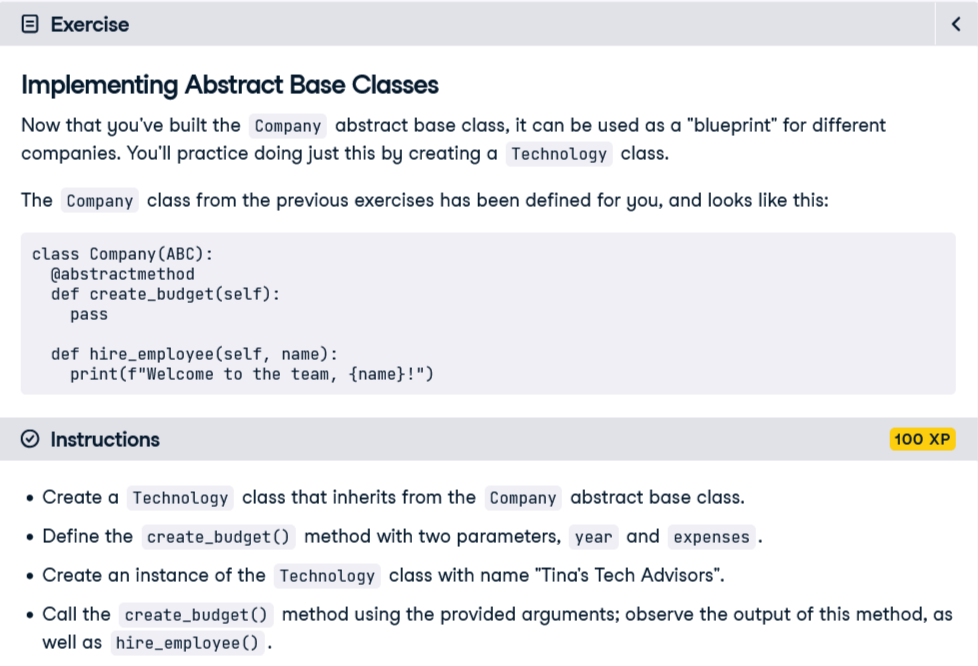 Exercise
Implementing Abstract Base Classes
Now that you've built the Company abstract base class, it can be used as a "blueprint" for different
companies. You'll practice doing just this by creating a Technology class.
The Company class from the previous exercises has been defined for you, and looks like this:
class Company(ABC):
  @abstractmethod
  def create_budget(self):
    pass

  def hire_employee(self, name):
    print(f"Welcome to the team, {name}!")
Instructions
100 XP
• Create a Technology class that inherits from the Company abstract base class.
• Define the create_budget() method with two parameters, year and expenses .
• Create an instance of the Technology class with name "Tina's Tech Advisors".
• Call the create_budget() method using the provided arguments; observe the output of this method, as
well as hire_employee() .